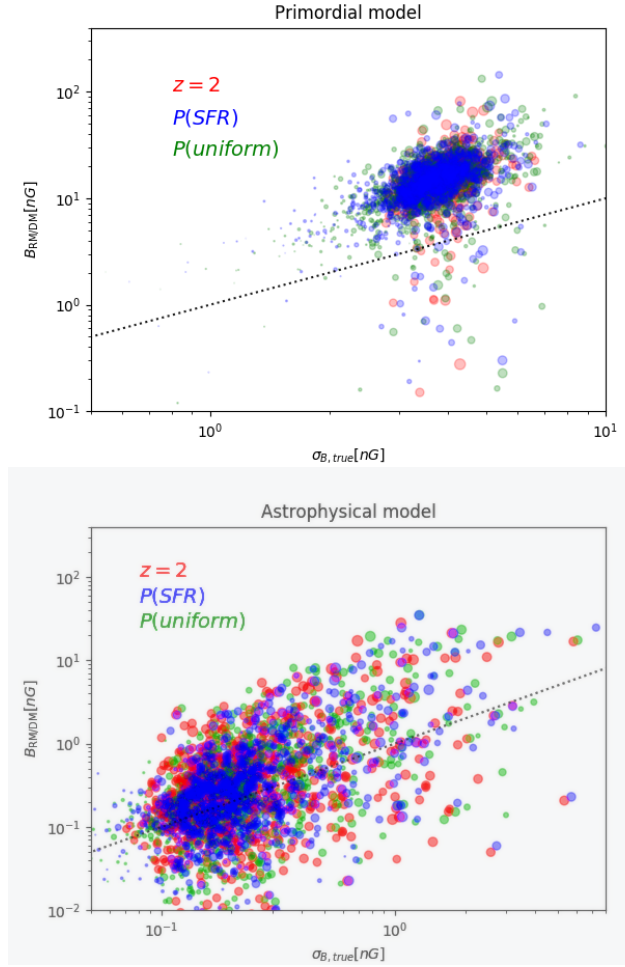 Primordial model
10²
z = 2
P(SFR)
P(uniform)
10¹
B_RM/DM[nG]
10⁰
10⁻¹
10⁰
10¹
σ_B,true[nG]
Astrophysical model
10²
z = 2
P(SFR)
P(uniform)
10¹
B_RM/DM[nG]
10⁰
10⁻¹
10⁻²
10⁻¹
10⁰
σ_B,true[nG]